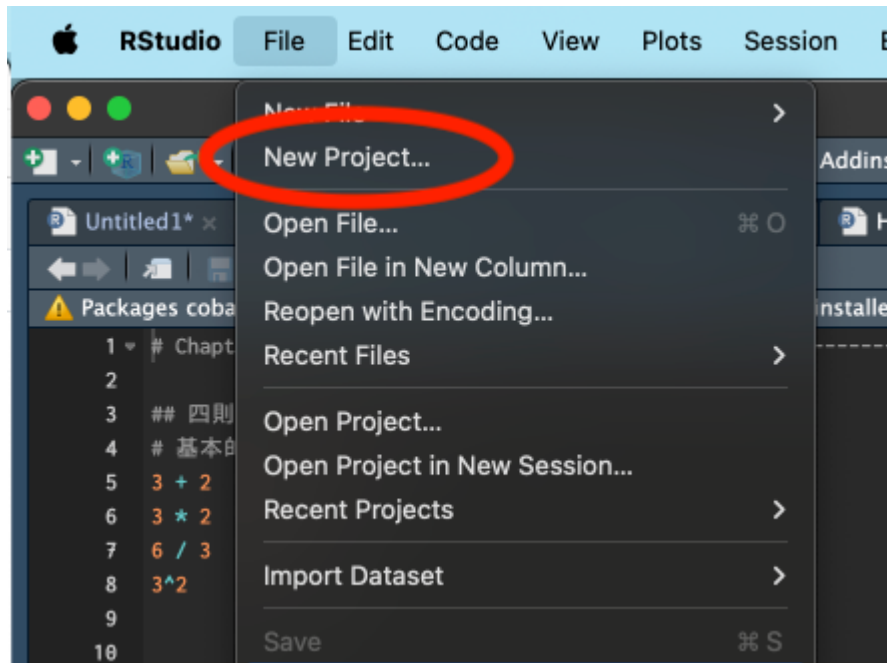 RStudio File Edit Code View Plots Session
New File
New Project...
Addins
Untitled1*
Open File... ⌘ O
Open File in New Column...
Packages coba
installe
Reopen with Encoding...
1 # Chapt
Recent Files
2
3 ## 四則
Open Project...
4 # 基本的
Open Project in New Session...
5 3 + 2
6 3 * 2
Recent Projects
7 6 / 3
Import Dataset
8 3^2
9
10
Save ⌘ S